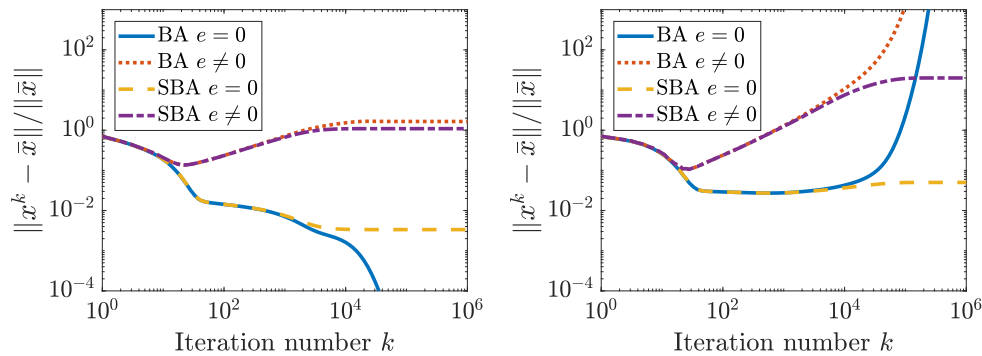 ‖x^k − x̄‖/‖x̄‖
10^2
10^0
10^−2
10^−4
BA e = 0
BA e ≠ 0
SBA e = 0
SBA e ≠ 0
10^0 10^2 10^4 10^6
Iteration number k
‖x^k − x̄‖/‖x̄‖
10^2
10^0
10^−2
10^−4
BA e = 0
BA e ≠ 0
SBA e = 0
SBA e ≠ 0
10^0 10^2 10^4 10^6
Iteration number k